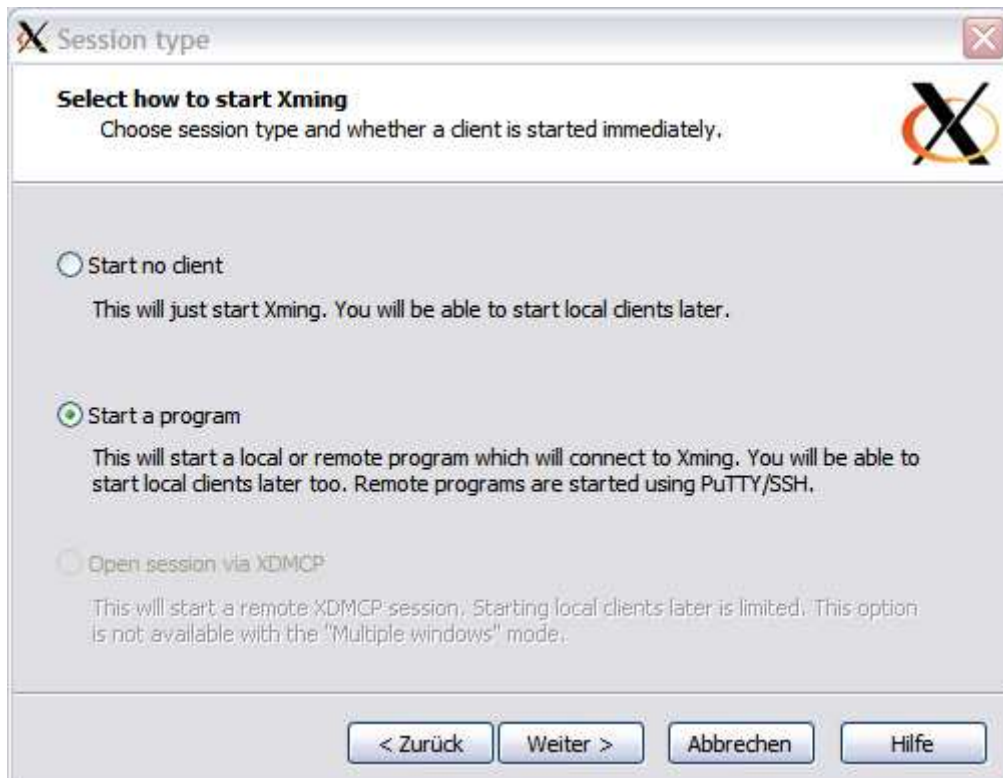 Session type
Select how to start Xming
Choose session type and whether a client is started immediately.
Start no client
This will just start Xming. You will be able to start local clients later.
Start a program
This will start a local or remote program which will connect to Xming. You will be able to
start local clients later too. Remote programs are started using PuTTY/SSH.
Open session via XDMCP
This will start a remote XDMCP session. Starting local clients later is limited. This option
is not available with the "Multiple windows" mode.
< Zurück
Weiter >
Abbrechen
Hilfe